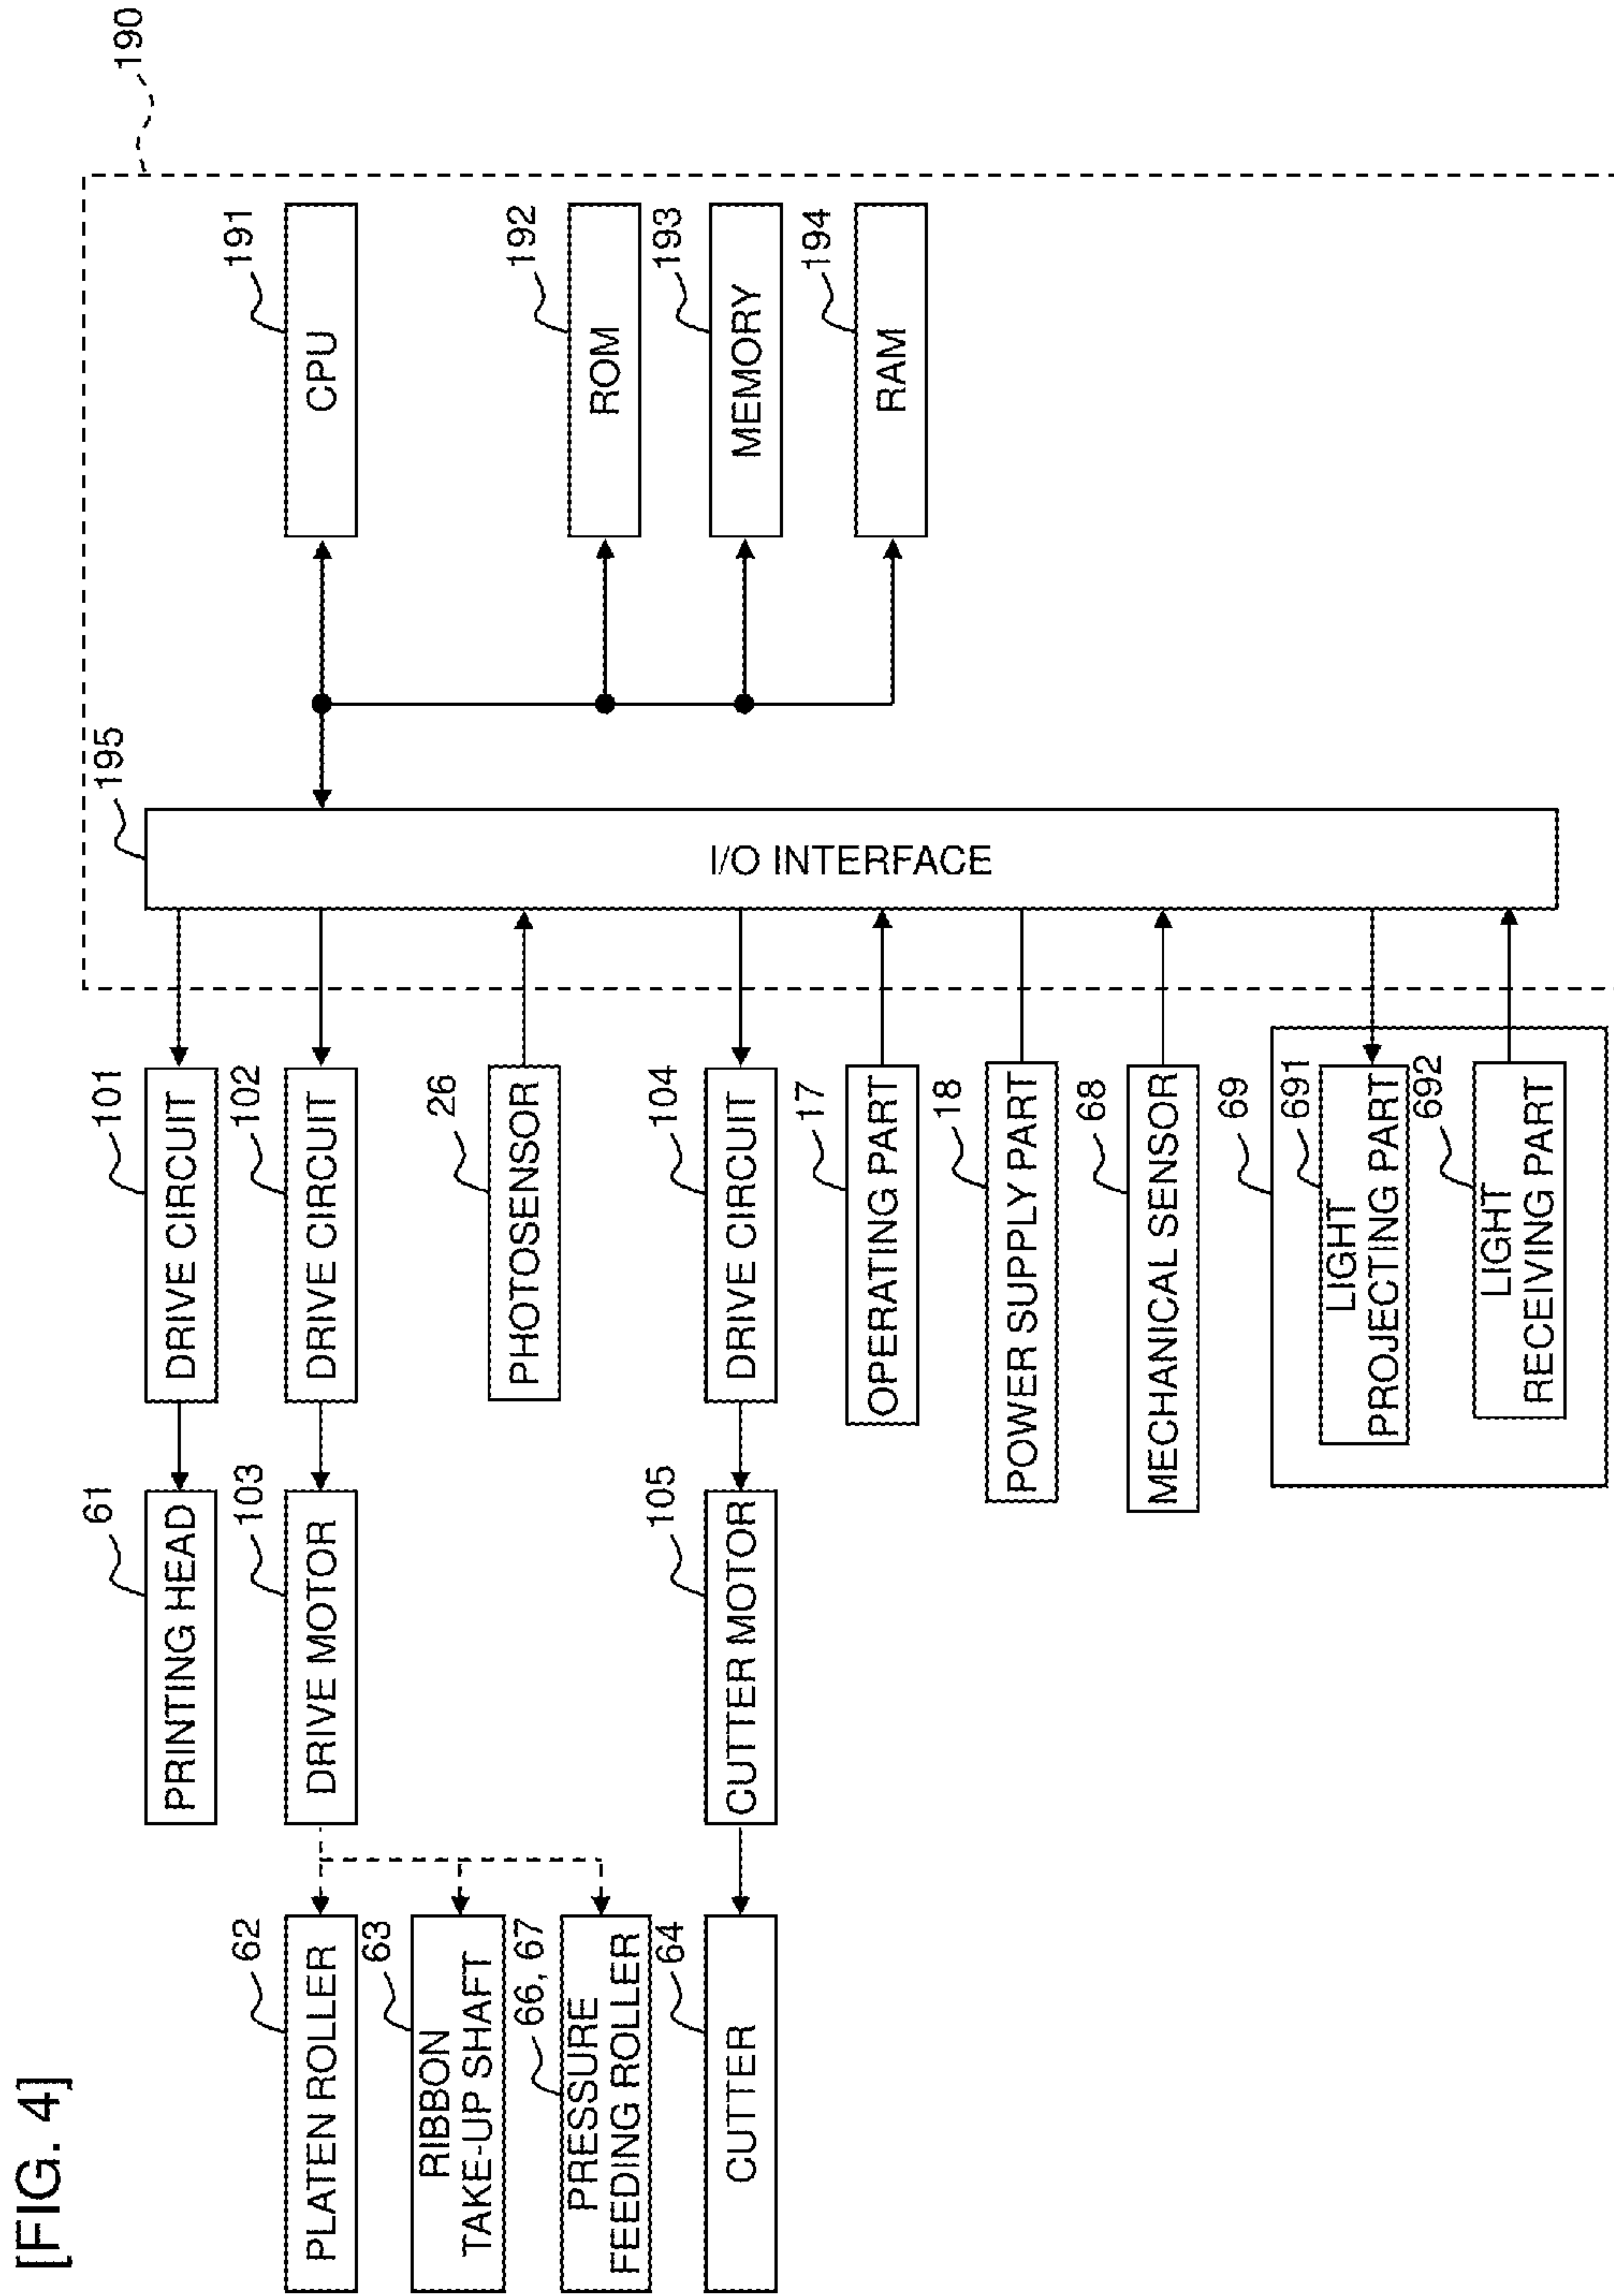 [FIG. 4]
190
195
191
CPU
192
ROM
193
MEMORY
194
RAM
I/O INTERFACE
61
PRINTING HEAD
101
DRIVE CIRCUIT
62
PLATEN ROLLER
103
DRIVE MOTOR
102
DRIVE CIRCUIT
63
RIBBON
TAKE-UP SHAFT
26
PHOTOSENSOR
66, 67
PRESSURE
FEEDING ROLLER
64
CUTTER
105
CUTTER MOTOR
104
DRIVE CIRCUIT
17
OPERATING PART
18
POWER SUPPLY PART
68
MECHANICAL SENSOR
69
691
LIGHT
PROJECTING PART
692
LIGHT
RECEIVING PART